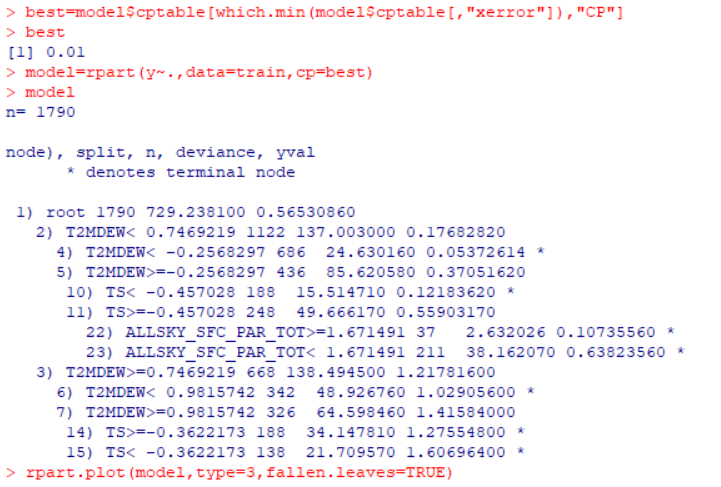 > best=model$cptable[which.min(model$cptable[,"xerror"]),"CP"]
> best
[1] 0.01
> model=rpart(y~.,data=train,cp=best)
> model
n= 1790

node), split, n, deviance, yval
      * denotes terminal node

 1) root 1790 729.238100 0.56530860
   2) T2MDEW< 0.7469219 1122 137.003000 0.17682820
     4) T2MDEW< -0.2568297 686  24.630160 0.05372614 *
     5) T2MDEW>=-0.2568297 436  85.620580 0.37051620
      10) TS< -0.457028 188  15.514710 0.12183620 *
      11) TS>=-0.457028 248  49.666170 0.55903170
        22) ALLSKY_SFC_PAR_TOT>=1.671491 37   2.632026 0.10735560 *
        23) ALLSKY_SFC_PAR_TOT< 1.671491 211  38.162070 0.63823560 *
   3) T2MDEW>=0.7469219 668 138.494500 1.21781600
     6) T2MDEW< 0.9815742 342  48.926760 1.02905600 *
     7) T2MDEW>=0.9815742 326  64.598460 1.41584000
      14) TS>=-0.3622173 188  34.147810 1.27554800 *
      15) TS< -0.3622173 138  21.709570 1.60696400 *
> rpart.plot(model,type=3,fallen.leaves=TRUE)